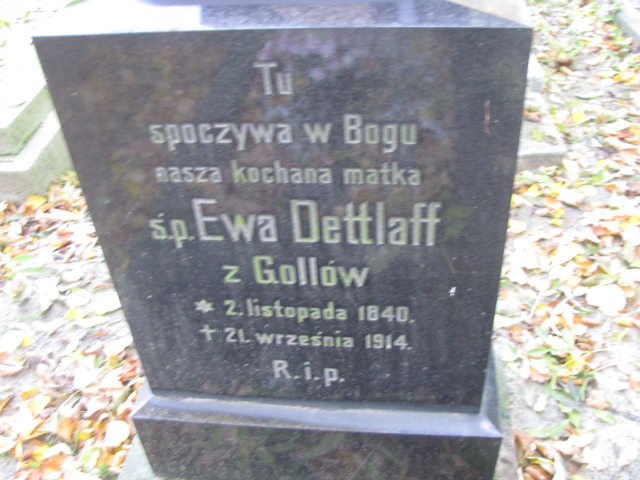 Tu
spoczywa w Bogu
nasza kochana matka
ś.p. Ewa Dettlaff
z Gollów
* 2. listopada 1840.
† 21. września 1914.
R. i. p.